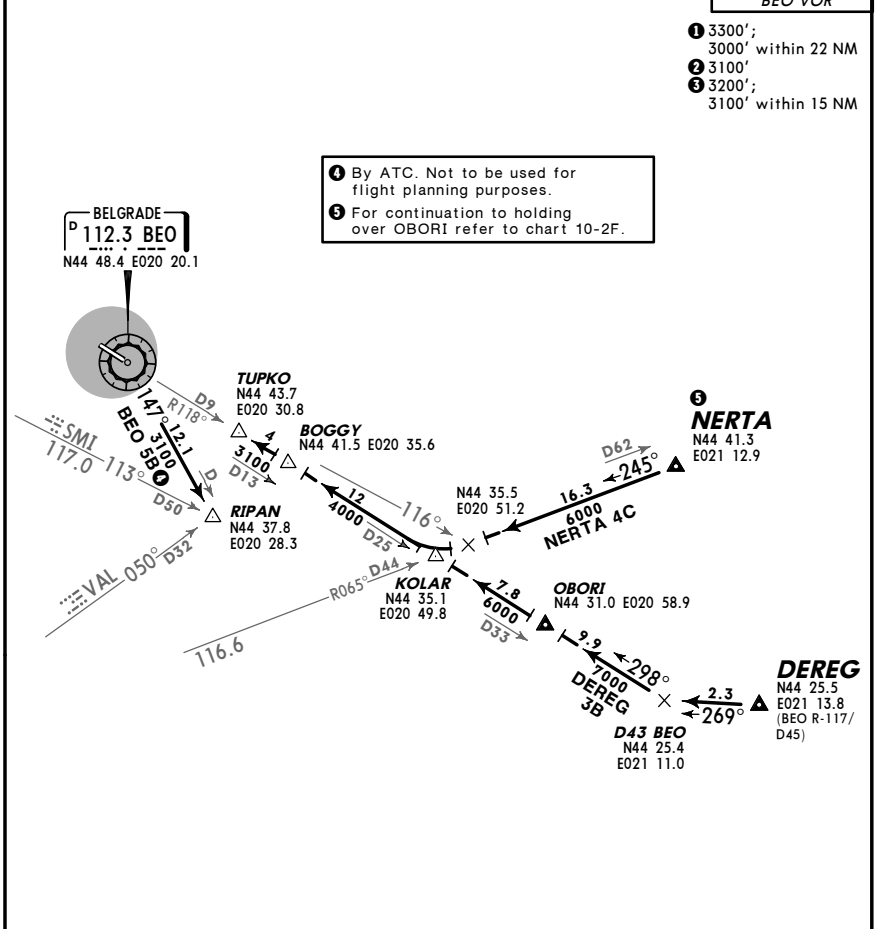 BEO VOR
❶ 3300';
3000' within 22 NM
❷ 3100'
❸ 3200';
3100' within 15 NM
❹ By ATC. Not to be used for
flight planning purposes.
❺ For continuation to holding
over OBORI refer to chart 10-2F.
BELGRADE
D 112.3 BEO
N44 48.4 E020 20.1
TUPKO
N44 43.7
E020 30.8
D9
R118°
BOGGY
N44 41.5 E020 35.6
4
3100
D13
147°
12.1
3100
BEO 5B ❹
D
SMI
117.0
113°
D50
RIPAN
N44 37.8
E020 28.3
VAL
050°
D32
116.6
R065°
D44
12
4000
D25
116°
KOLAR
N44 35.1
E020 49.8
N44 35.5
E020 51.2
❺
NERTA
N44 41.3
E021 12.9
D62
245°
16.3
6000
NERTA 4C
7.8
6000
D33
OBORI
N44 31.0 E020 58.9
9.9
298°
7000
DEREG
3B
D43 BEO
N44 25.4
E021 11.0
2.3
269°
DEREG
N44 25.5
E021 13.8
(BEO R-117/
D45)